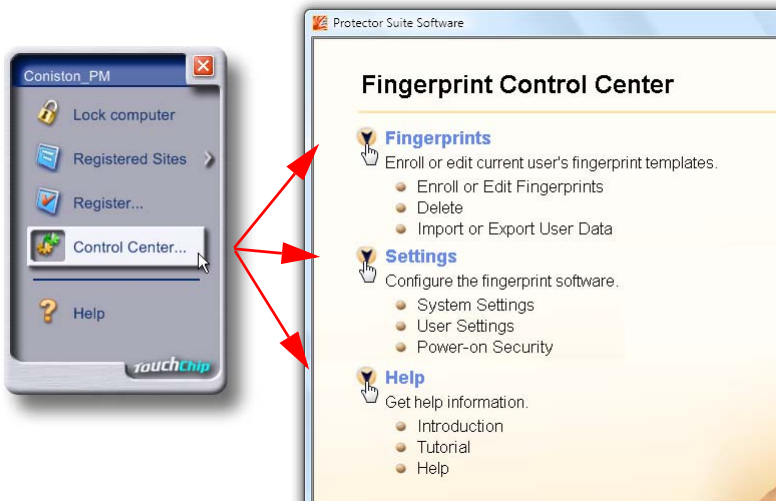 Coniston_PM
Lock computer
Registered Sites
Register...
Control Center...
Help
TouchChip
Protector Suite Software
Fingerprint Control Center
Fingerprints
Enroll or edit current user's fingerprint templates.
Enroll or Edit Fingerprints
Delete
Import or Export User Data
Settings
Configure the fingerprint software.
System Settings
User Settings
Power-on Security
Help
Get help information.
Introduction
Tutorial
Help